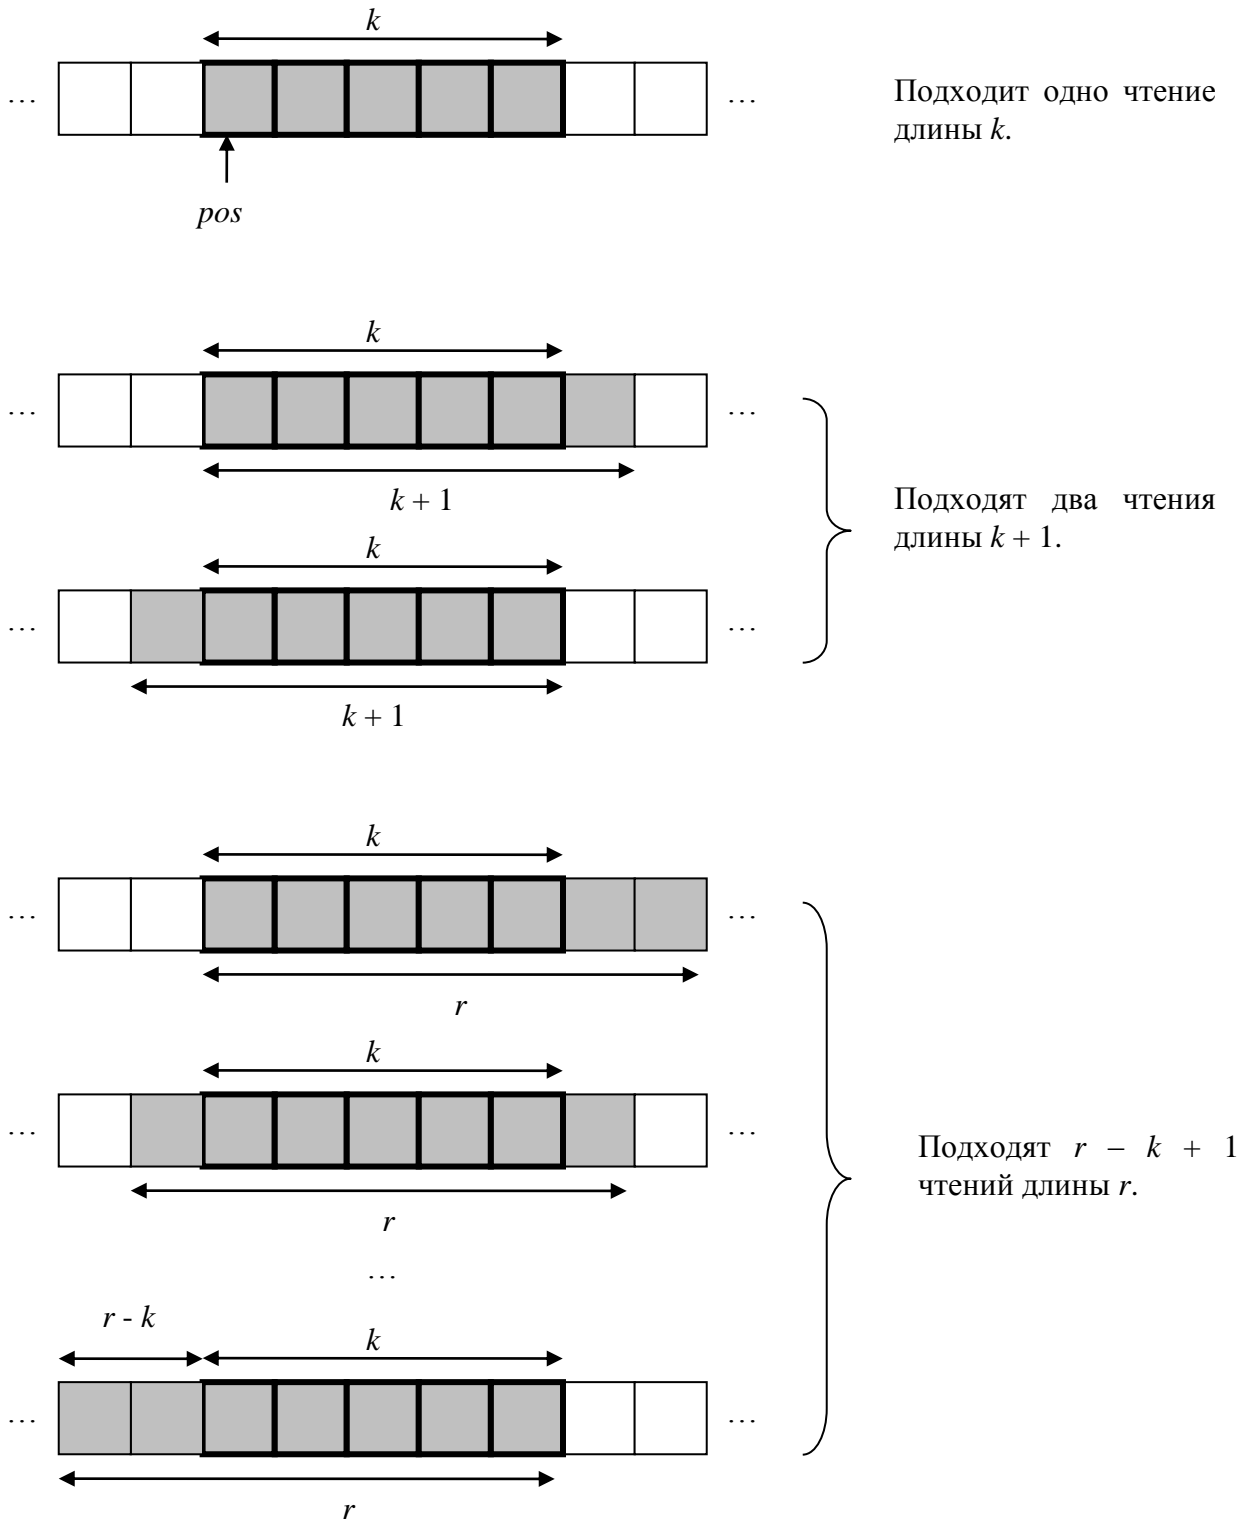 k
… … Подходит одно чтение
длины k.
pos
k
… …
k + 1
Подходят два чтения
длины k + 1.
k
… …
k + 1
k
… …
r
k
… …
r
Подходят r – k + 1
чтений длины r.
…
r - k
k
… …
r